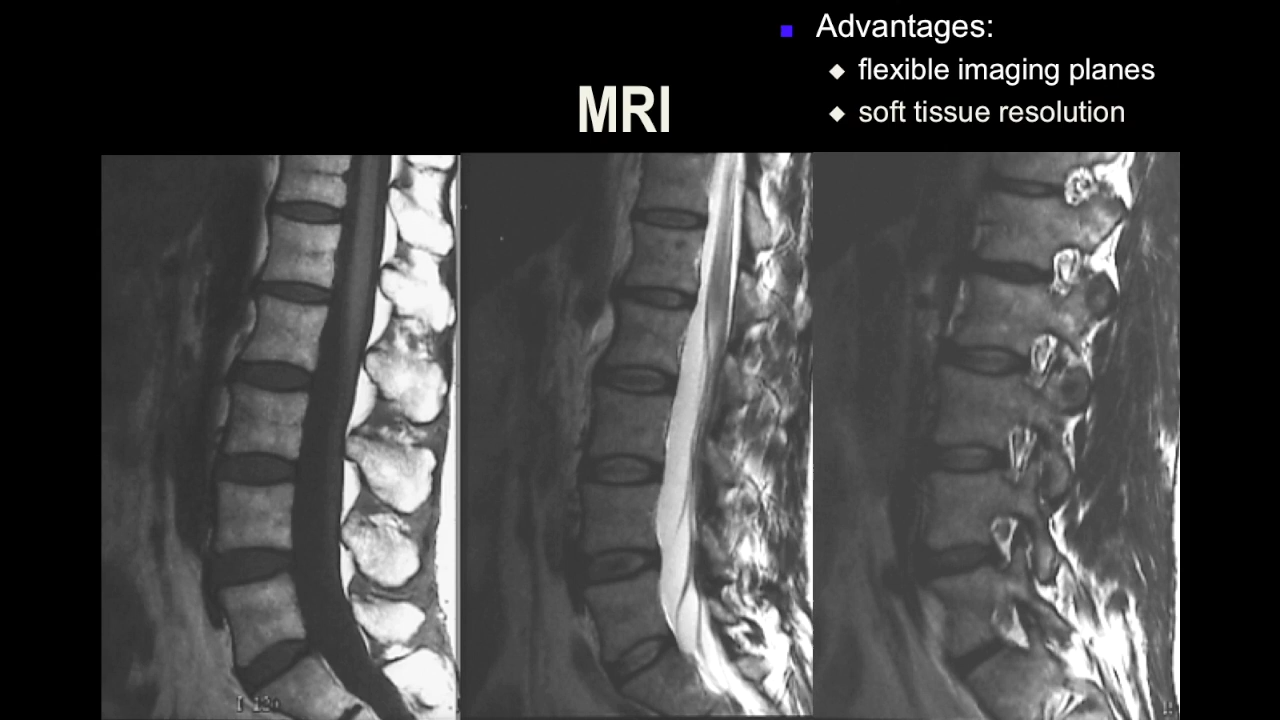 Advantages:
flexible imaging planes
soft tissue resolution
MRI